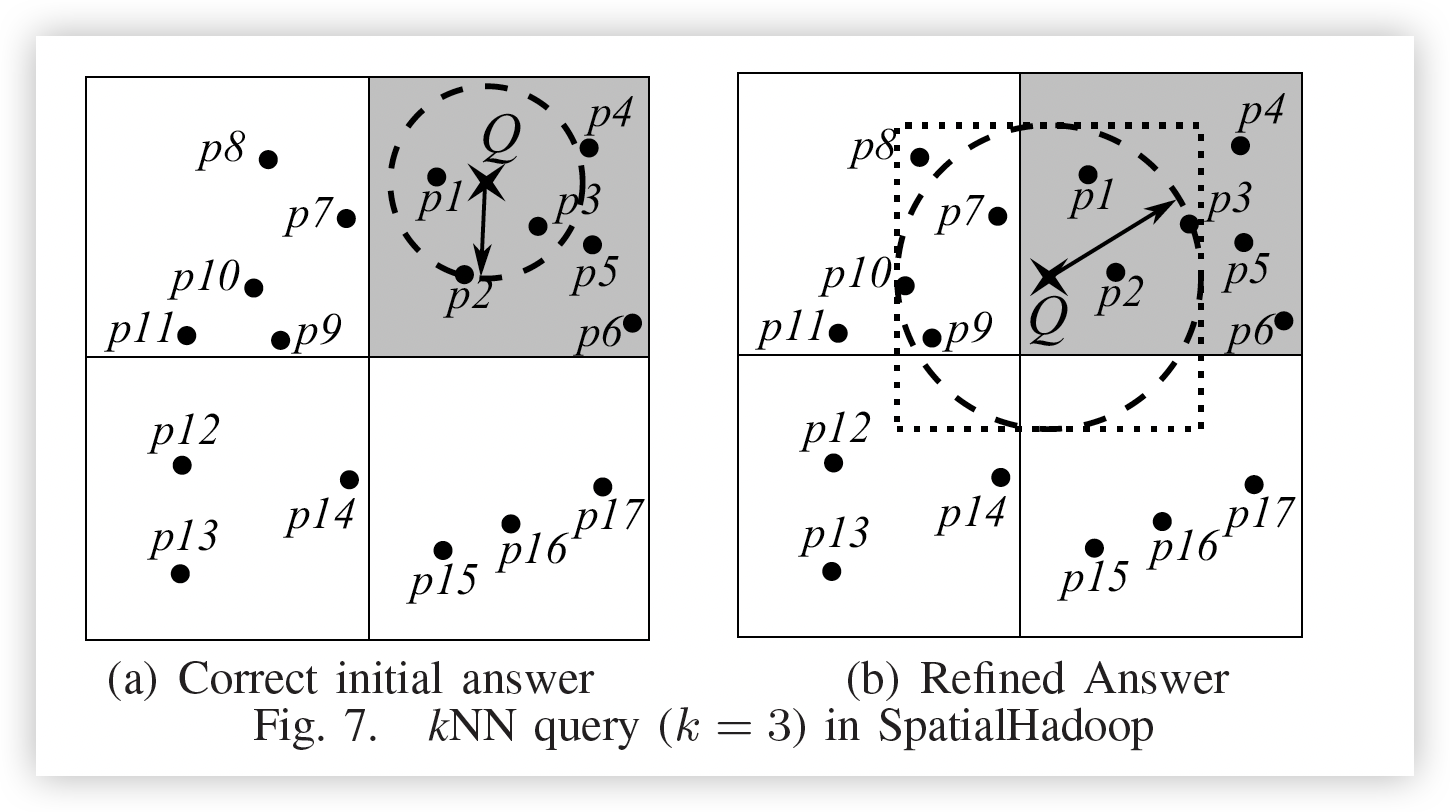 p8
p7
p10
p11
p9
Q
p4
p1
p3
p2
p5
p6
p12
p14
p13
p17
p16
p15
(a) Correct initial answer
p8
p7
p10
p11
p9
p4
p1
p3
p5
p2
Q
p6
p12
p14
p13
p17
p16
p15
(b) Refined Answer
Fig. 7. kNN query (k = 3) in SpatialHadoop